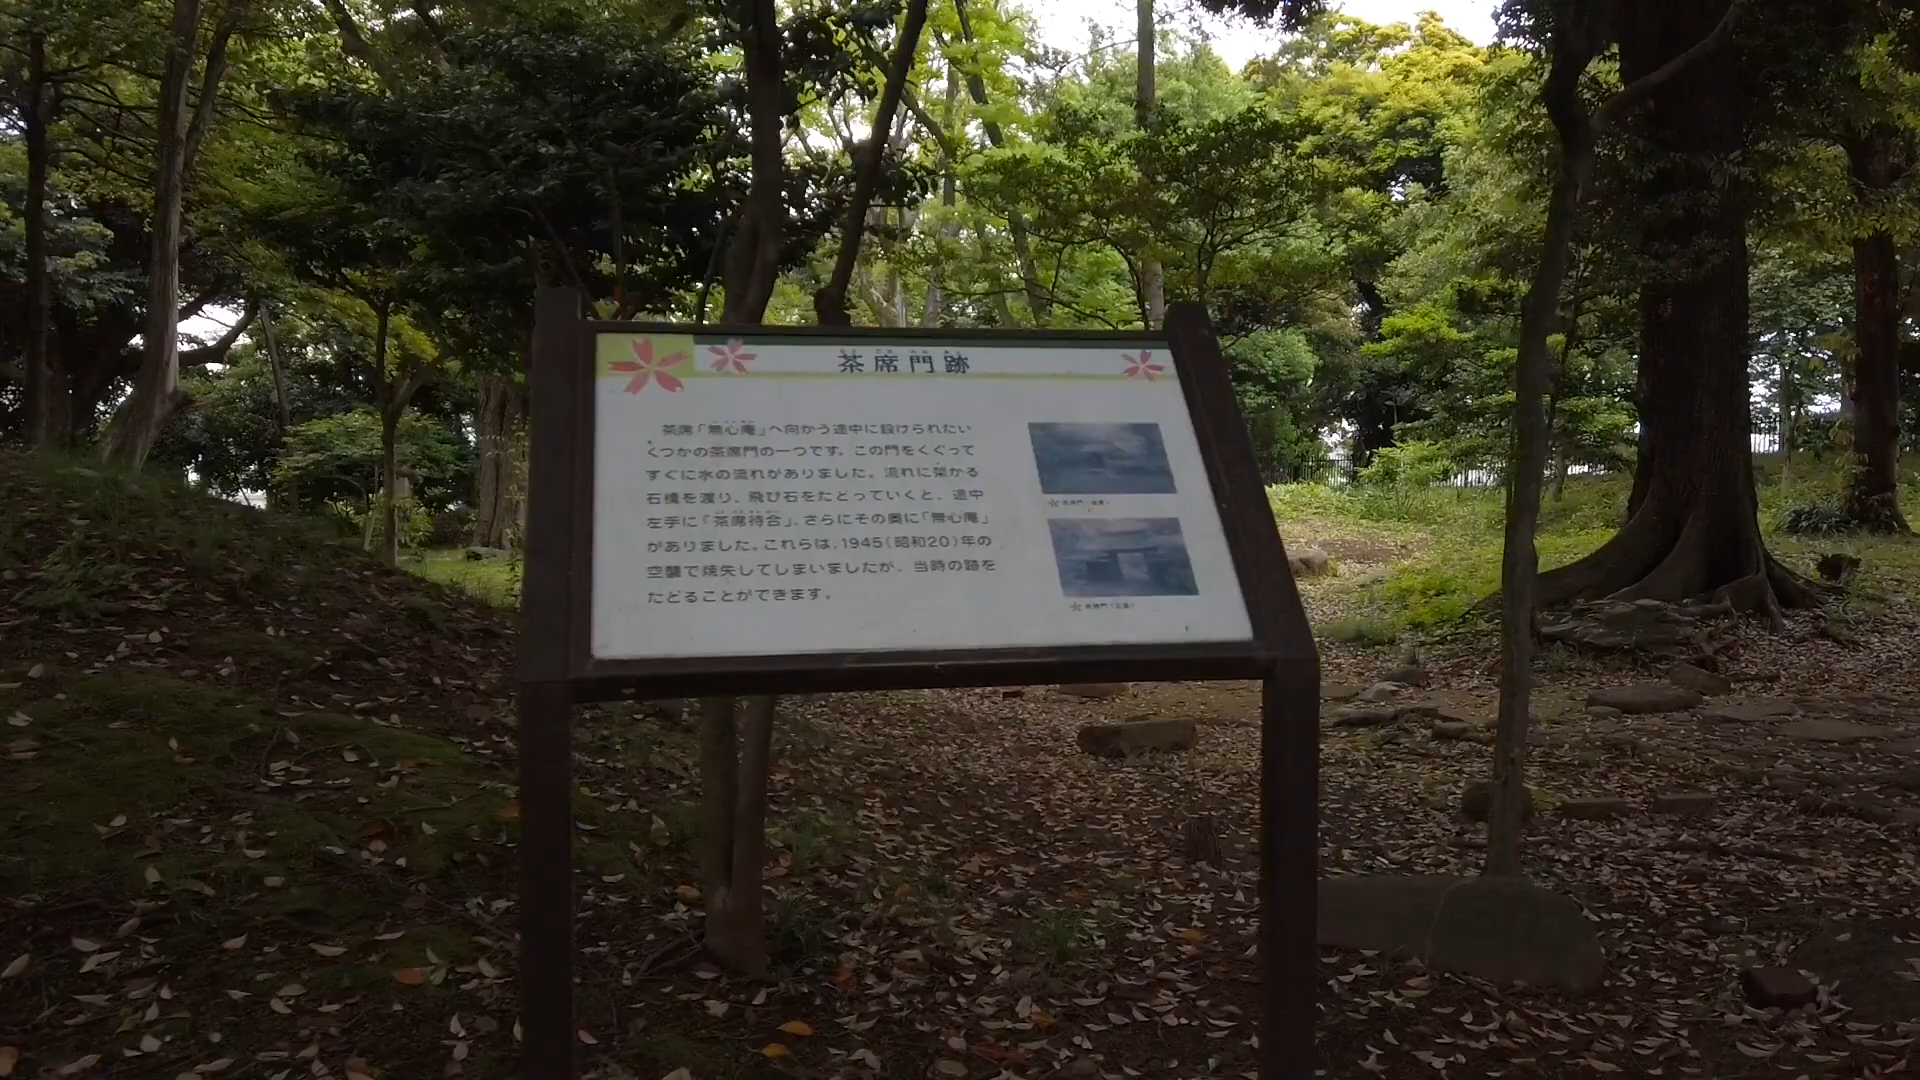 茶席門跡
茶席「無心庵」へ向かう途中に設けられたい
くつかの茶席門の一つです。この門をくぐって
すぐに水の流れがありました。流れに架かる
石橋を渡り、飛び石をたどっていくと、途中
左手に「茶席待合」、さらにその奥に「無心庵」
がありました。これらは、1945(昭和20)年の
空襲で焼失してしまいましたが、当時の跡を
たどることができます。